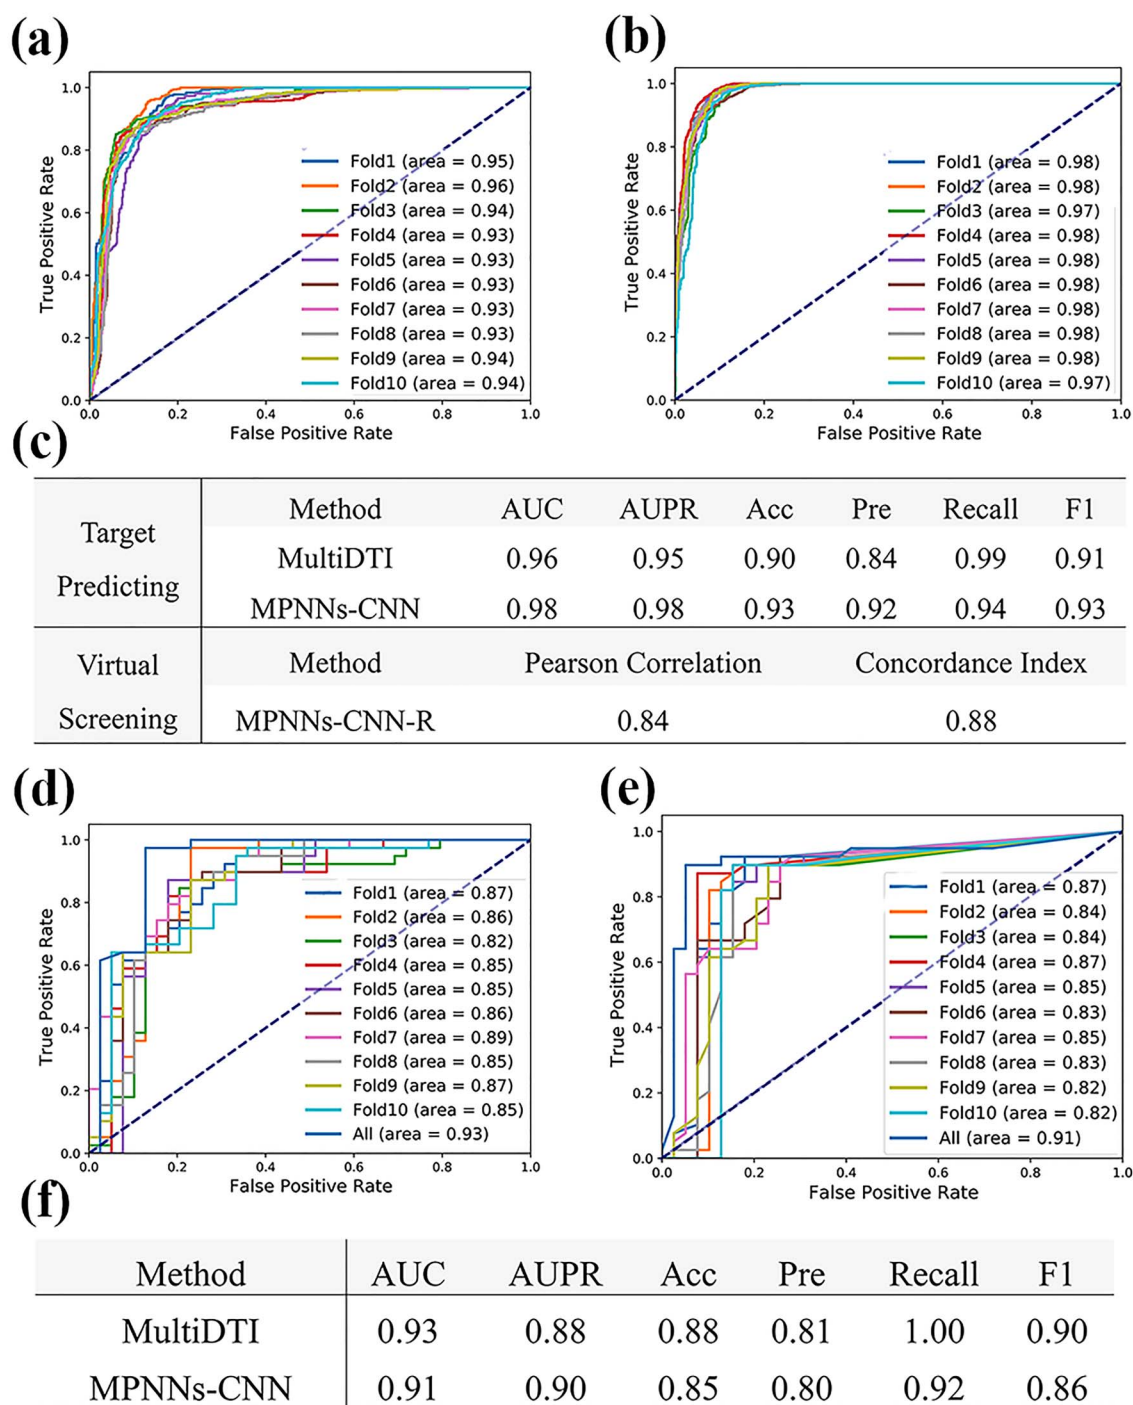 (a)
(b)
True Positive Rate
1.0
0.8
0.6
0.4
0.2
0.0
Fold1 (area = 0.95)
Fold2 (area = 0.96)
Fold3 (area = 0.94)
Fold4 (area = 0.93)
Fold5 (area = 0.93)
Fold6 (area = 0.93)
Fold7 (area = 0.93)
Fold8 (area = 0.93)
Fold9 (area = 0.94)
Fold10 (area = 0.94)
0.0 0.2 0.4 0.6 0.8 1.0
False Positive Rate
True Positive Rate
1.0
0.8
0.6
0.4
0.2
0.0
Fold1 (area = 0.98)
Fold2 (area = 0.98)
Fold3 (area = 0.97)
Fold4 (area = 0.98)
Fold5 (area = 0.98)
Fold6 (area = 0.98)
Fold7 (area = 0.98)
Fold8 (area = 0.98)
Fold9 (area = 0.98)
Fold10 (area = 0.97)
0.0 0.2 0.4 0.6 0.8 1.0
False Positive Rate
(c)
Target
Predicting
Method AUC AUPR Acc Pre Recall F1
MultiDTI 0.96 0.95 0.90 0.84 0.99 0.91
MPNNs-CNN 0.98 0.98 0.93 0.92 0.94 0.93
Virtual
Screening
Method Pearson Correlation Concordance Index
MPNNs-CNN-R 0.84 0.88
(d)
(e)
True Positive Rate
1.0
0.8
0.6
0.4
0.2
0.0
Fold1 (area = 0.87)
Fold2 (area = 0.86)
Fold3 (area = 0.82)
Fold4 (area = 0.85)
Fold5 (area = 0.85)
Fold6 (area = 0.86)
Fold7 (area = 0.89)
Fold8 (area = 0.85)
Fold9 (area = 0.87)
Fold10 (area = 0.85)
All (area = 0.93)
0.0 0.2 0.4 0.6 0.8 1.0
False Positive Rate
True Positive Rate
1.0
0.8
0.6
0.4
0.2
0.0
Fold1 (area = 0.87)
Fold2 (area = 0.84)
Fold3 (area = 0.84)
Fold4 (area = 0.87)
Fold5 (area = 0.85)
Fold6 (area = 0.83)
Fold7 (area = 0.85)
Fold8 (area = 0.83)
Fold9 (area = 0.82)
Fold10 (area = 0.82)
All (area = 0.91)
0.0 0.2 0.4 0.6 0.8 1.0
False Positive Rate
(f)
Method AUC AUPR Acc Pre Recall F1
MultiDTI 0.93 0.88 0.88 0.81 1.00 0.90
MPNNs-CNN 0.91 0.90 0.85 0.80 0.92 0.86